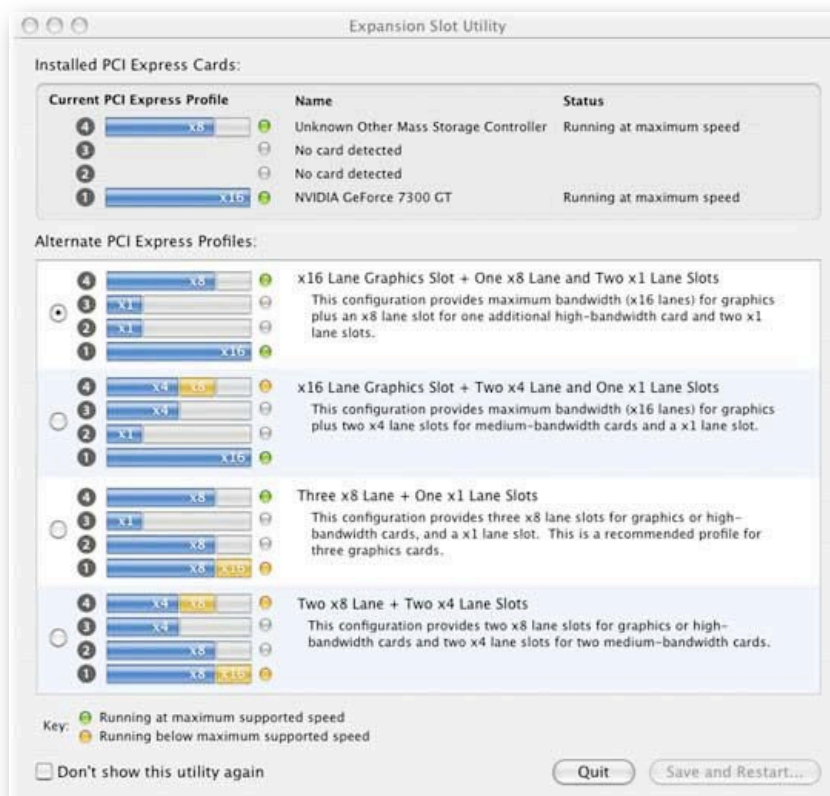 Expansion Slot Utility
Installed PCI Express Cards:
Current PCI Express Profile Name Status
4 x8 Unknown Other Mass Storage Controller Running at maximum speed
3 No card detected
2 No card detected
1 x16 NVIDIA GeForce 7300 GT Running at maximum speed
Alternate PCI Express Profiles:
4 x8
3 x1
2 x1
1 x16
x16 Lane Graphics Slot + One x8 Lane and Two x1 Lane Slots
This configuration provides maximum bandwidth (x16 lanes) for graphics
plus an x8 lane slot for one additional high-bandwidth card and two x1
lane slots.
4 x4 x8
3 x4
2 x1
1 x16
x16 Lane Graphics Slot + Two x4 Lane and One x1 Lane Slots
This configuration provides maximum bandwidth (x16 lanes) for graphics
plus two x4 lane slots for medium-bandwidth cards and a x1 lane slot.
4 x8
3 x1
2 x8
1 x8 x16
Three x8 Lane + One x1 Lane Slots
This configuration provides three x8 lane slots for graphics or high-
bandwidth cards, and a x1 lane slot. This is a recommended profile for
three graphics cards.
4 x4 x8
3 x4
2 x8
1 x8 x16
Two x8 Lane + Two x4 Lane Slots
This configuration provides two x8 lane slots for graphics or high-
bandwidth cards and two x4 lane slots for two medium-bandwidth cards.
Key: Running at maximum supported speed
Running below maximum supported speed
Don't show this utility again
Quit
Save and Restart...